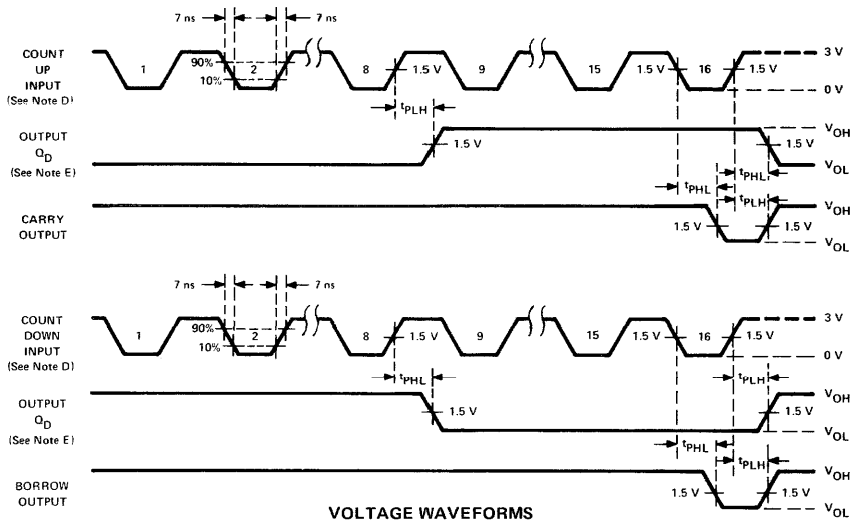 7 ns 7 ns
COUNT UP INPUT (See Note D)
90%
10%
1 2 8 9 15 16
1.5 V 1.5 V 1.5 V
3 V
0 V
tPLH
OUTPUT QD (See Note E)
1.5 V 1.5 V
VOH
VOL
tPHL
tPHL
tPLH
CARRY OUTPUT
1.5 V 1.5 V
VOH
VOL
7 ns 7 ns
COUNT DOWN INPUT (See Note D)
90%
10%
1 2 8 9 15 16
1.5 V 1.5 V 1.5 V
3 V
0 V
tPHL
tPLH
OUTPUT QD (See Note E)
1.5 V 1.5 V
VOH
VOL
tPHL
tPLH
BORROW OUTPUT
1.5 V 1.5 V
VOH
VOL
VOLTAGE WAVEFORMS